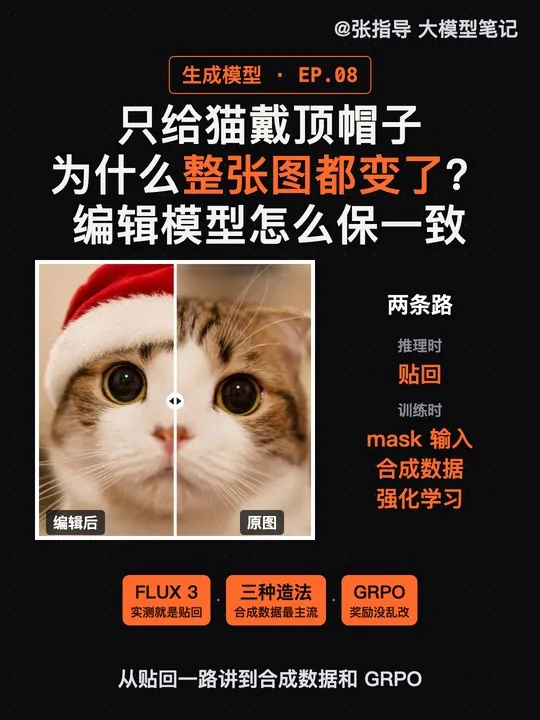 @张指导 大模型笔记
生成模型 · EP.08
只给猫戴顶帽子
为什么整张图都变了?
编辑模型怎么保一致
两条路
推理时
贴回
训练时
mask 输入
合成数据
强化学习
编辑后
原图
FLUX 3
实测就是贴回
·
三种造法
合成数据最主流
·
GRPO
奖励没乱改
从贴回一路讲到合成数据和 GRPO